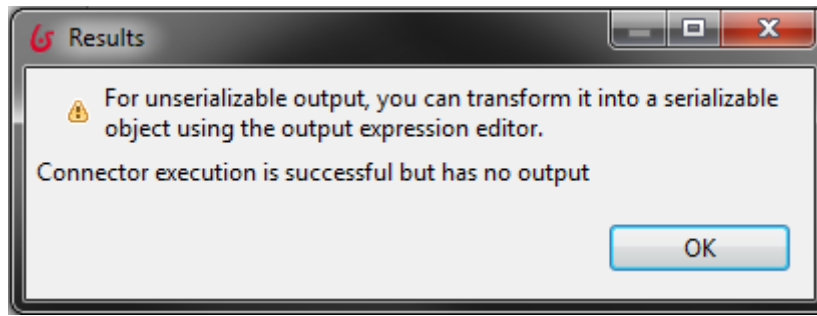 Results
For unserializable output, you can transform it into a serializable
object using the output expression editor.
Connector execution is successful but has no output
OK